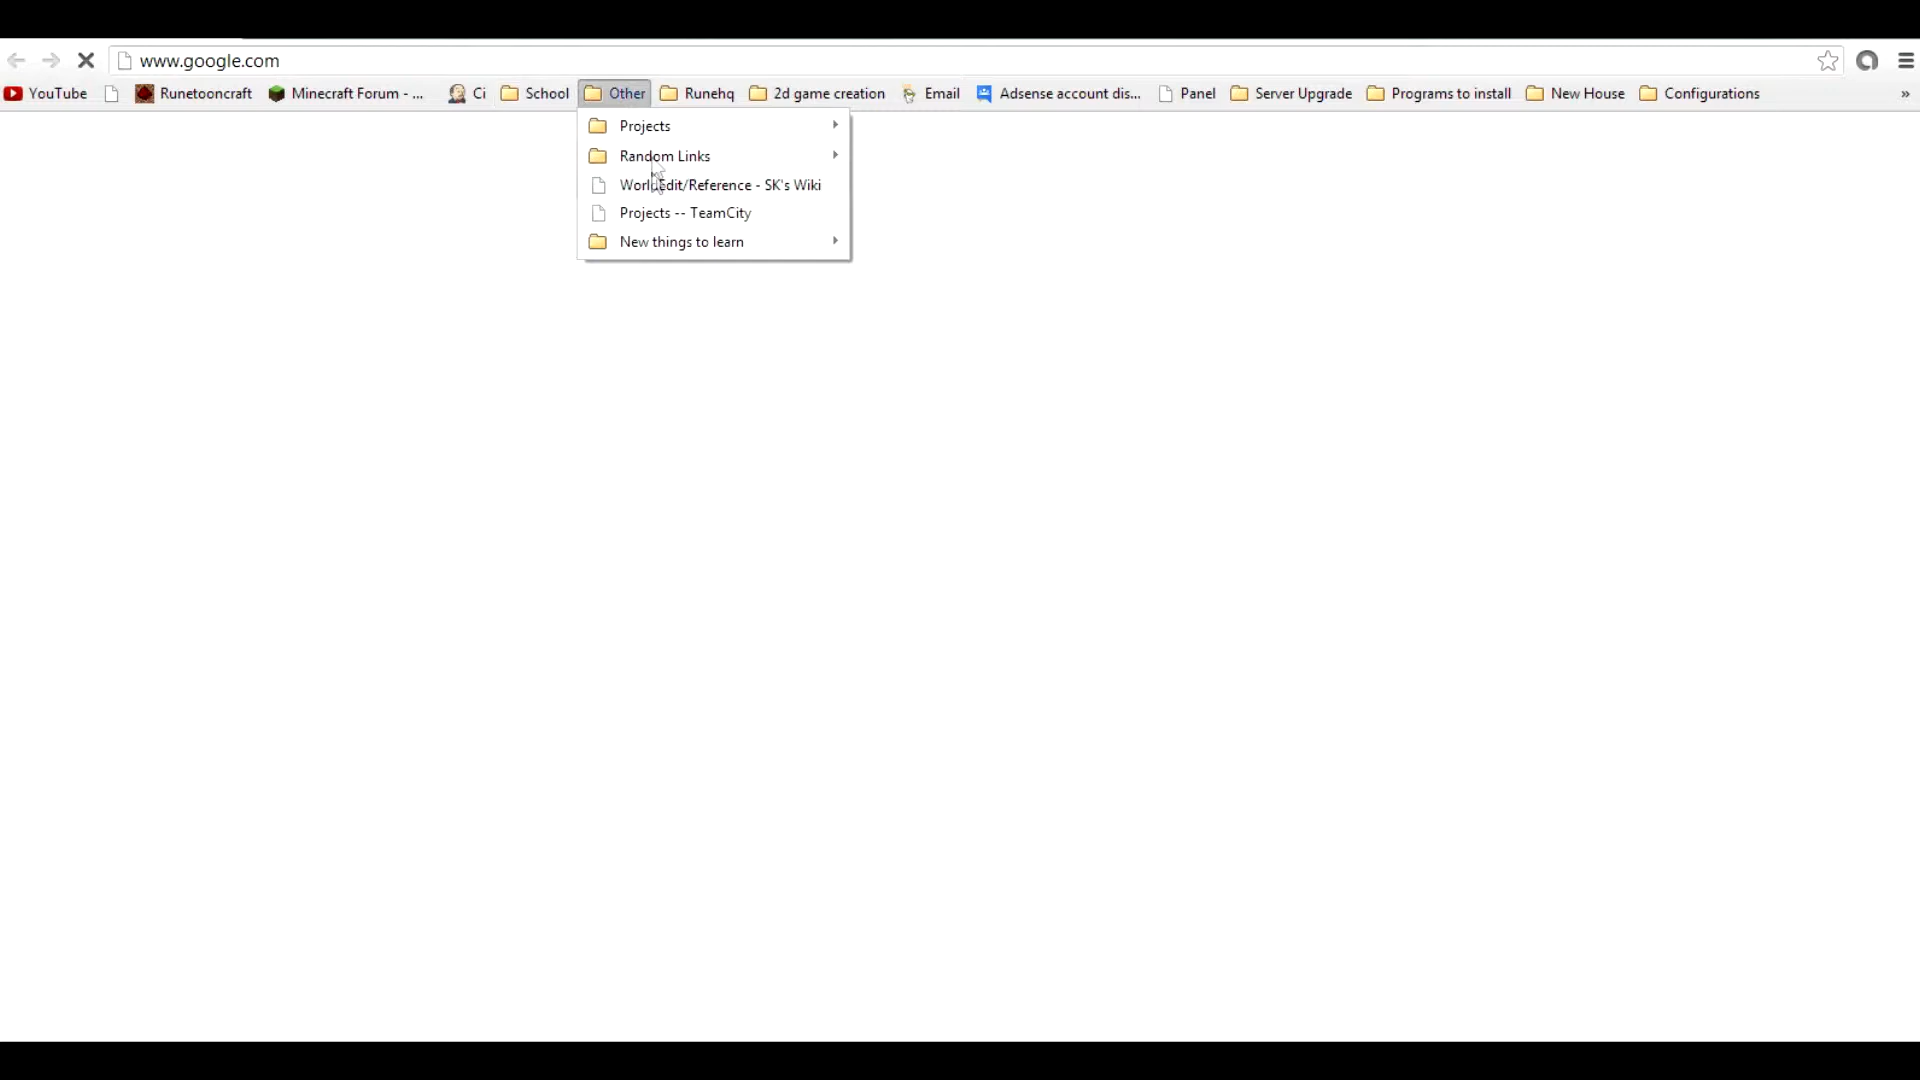 www.google.com
YouTube Runetooncraft Minecraft Forum - ... Ci School Other Runehq 2d game creation Email Adsense account dis... Panel Server Upgrade Programs to install New House Configurations »
Projects
Random Links
WorldEdit/Reference - SK's Wiki
Projects -- TeamCity
New things to learn